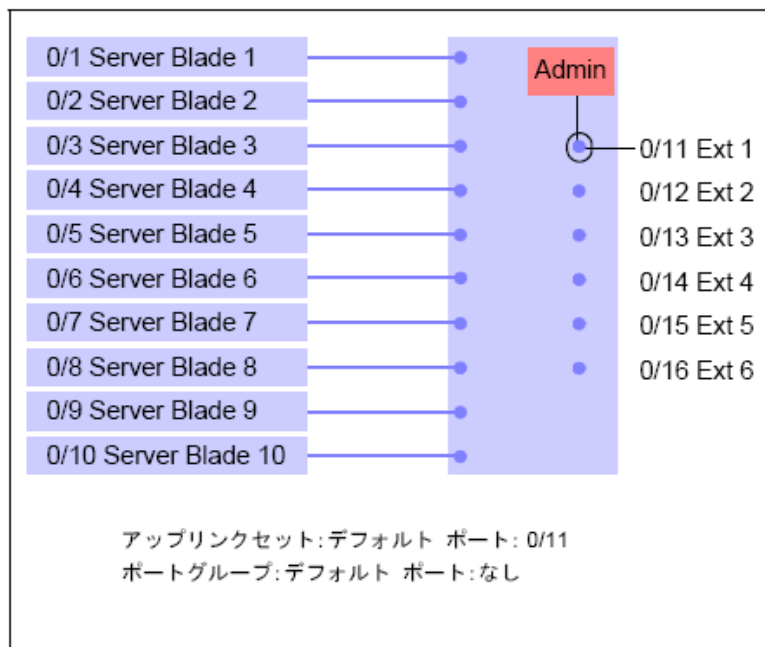 0/1 Server Blade 1
0/2 Server Blade 2
0/3 Server Blade 3
0/4 Server Blade 4
0/5 Server Blade 5
0/6 Server Blade 6
0/7 Server Blade 7
0/8 Server Blade 8
0/9 Server Blade 9
0/10 Server Blade 10
Admin
0/11 Ext 1
0/12 Ext 2
0/13 Ext 3
0/14 Ext 4
0/15 Ext 5
0/16 Ext 6
アップリンクセット:デフォルト ポート: 0/11
ポートグループ:デフォルト ポート:なし